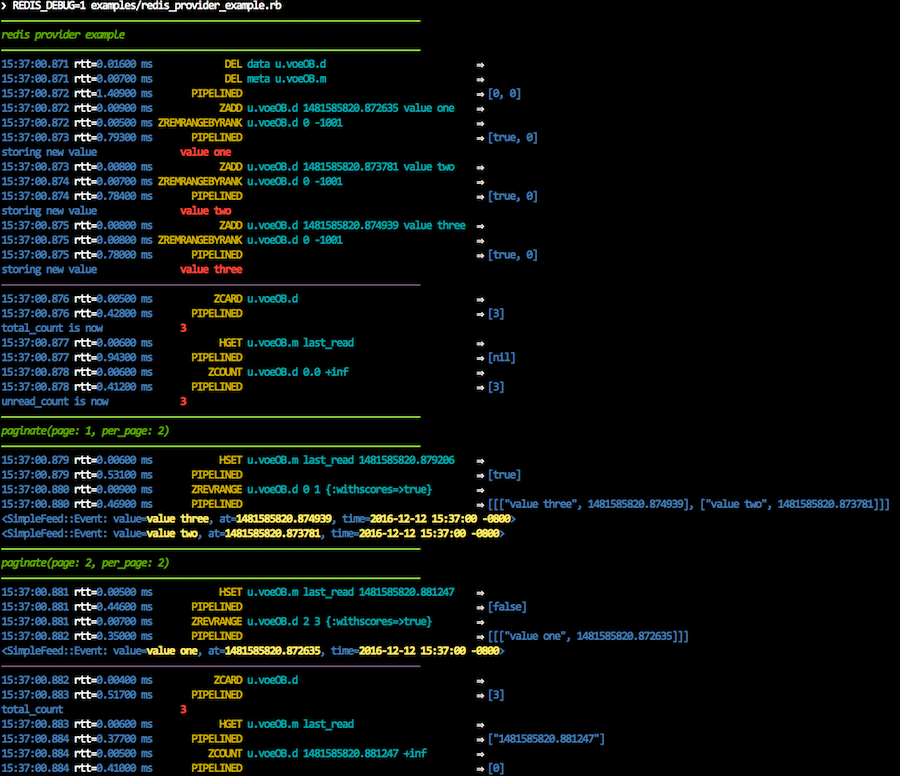 ❯ REDIS_DEBUG=1 examples/redis_provider_example.rb
redis provider example
15:37:00.871 rtt=0.01600 ms DEL data u.voeOB.d ⇒
15:37:00.871 rtt=0.00700 ms DEL meta u.voeOB.m ⇒
15:37:00.872 rtt=1.40900 ms PIPELINED ⇒ [0, 0]
15:37:00.872 rtt=0.00900 ms ZADD u.voeOB.d 1481585820.872635 value one ⇒
15:37:00.872 rtt=0.00500 ms ZREMRANGEBYRANK u.voeOB.d 0 -1001 ⇒
15:37:00.873 rtt=0.79300 ms PIPELINED ⇒ [true, 0]
storing new value value one
15:37:00.873 rtt=0.00800 ms ZADD u.voeOB.d 1481585820.873781 value two ⇒
15:37:00.874 rtt=0.00700 ms ZREMRANGEBYRANK u.voeOB.d 0 -1001 ⇒
15:37:00.874 rtt=0.78400 ms PIPELINED ⇒ [true, 0]
storing new value value two
15:37:00.875 rtt=0.00800 ms ZADD u.voeOB.d 1481585820.874939 value three ⇒
15:37:00.875 rtt=0.00800 ms ZREMRANGEBYRANK u.voeOB.d 0 -1001 ⇒
15:37:00.875 rtt=0.78000 ms PIPELINED ⇒ [true, 0]
storing new value value three
15:37:00.876 rtt=0.00500 ms ZCARD u.voeOB.d ⇒
15:37:00.876 rtt=0.42800 ms PIPELINED ⇒ [3]
total_count is now 3
15:37:00.877 rtt=0.00600 ms HGET u.voeOB.m last_read ⇒
15:37:00.877 rtt=0.94300 ms PIPELINED ⇒ [nil]
15:37:00.878 rtt=0.00600 ms ZCOUNT u.voeOB.d 0.0 +inf ⇒
15:37:00.878 rtt=0.41200 ms PIPELINED ⇒ [3]
unread_count is now 3
paginate(page: 1, per_page: 2)
15:37:00.879 rtt=0.00600 ms HSET u.voeOB.m last_read 1481585820.879206 ⇒
15:37:00.879 rtt=0.53100 ms PIPELINED ⇒ [true]
15:37:00.880 rtt=0.00900 ms ZREVRANGE u.voeOB.d 0 1 {:withscores=>true} ⇒
15:37:00.880 rtt=0.46900 ms PIPELINED ⇒ [[["value three", 1481585820.874939], ["value two", 1481585820.873781]]]
<SimpleFeed::Event: value=value three, at=1481585820.874939, time=2016-12-12 15:37:00 -0800>
<SimpleFeed::Event: value=value two, at=1481585820.873781, time=2016-12-12 15:37:00 -0800>
paginate(page: 2, per_page: 2)
15:37:00.881 rtt=0.00500 ms HSET u.voeOB.m last_read 1481585820.881247 ⇒
15:37:00.881 rtt=0.44600 ms PIPELINED ⇒ [false]
15:37:00.881 rtt=0.00700 ms ZREVRANGE u.voeOB.d 2 3 {:withscores=>true} ⇒
15:37:00.882 rtt=0.35000 ms PIPELINED ⇒ [[["value one", 1481585820.872635]]]
<SimpleFeed::Event: value=value one, at=1481585820.872635, time=2016-12-12 15:37:00 -0800>
15:37:00.882 rtt=0.00400 ms ZCARD u.voeOB.d ⇒
15:37:00.883 rtt=0.51700 ms PIPELINED ⇒ [3]
total_count 3
15:37:00.883 rtt=0.00600 ms HGET u.voeOB.m last_read ⇒
15:37:00.884 rtt=0.37700 ms PIPELINED ⇒ ["1481585820.881247"]
15:37:00.884 rtt=0.00500 ms ZCOUNT u.voeOB.d 1481585820.881247 +inf ⇒
15:37:00.884 rtt=0.41000 ms PIPELINED ⇒ [0]